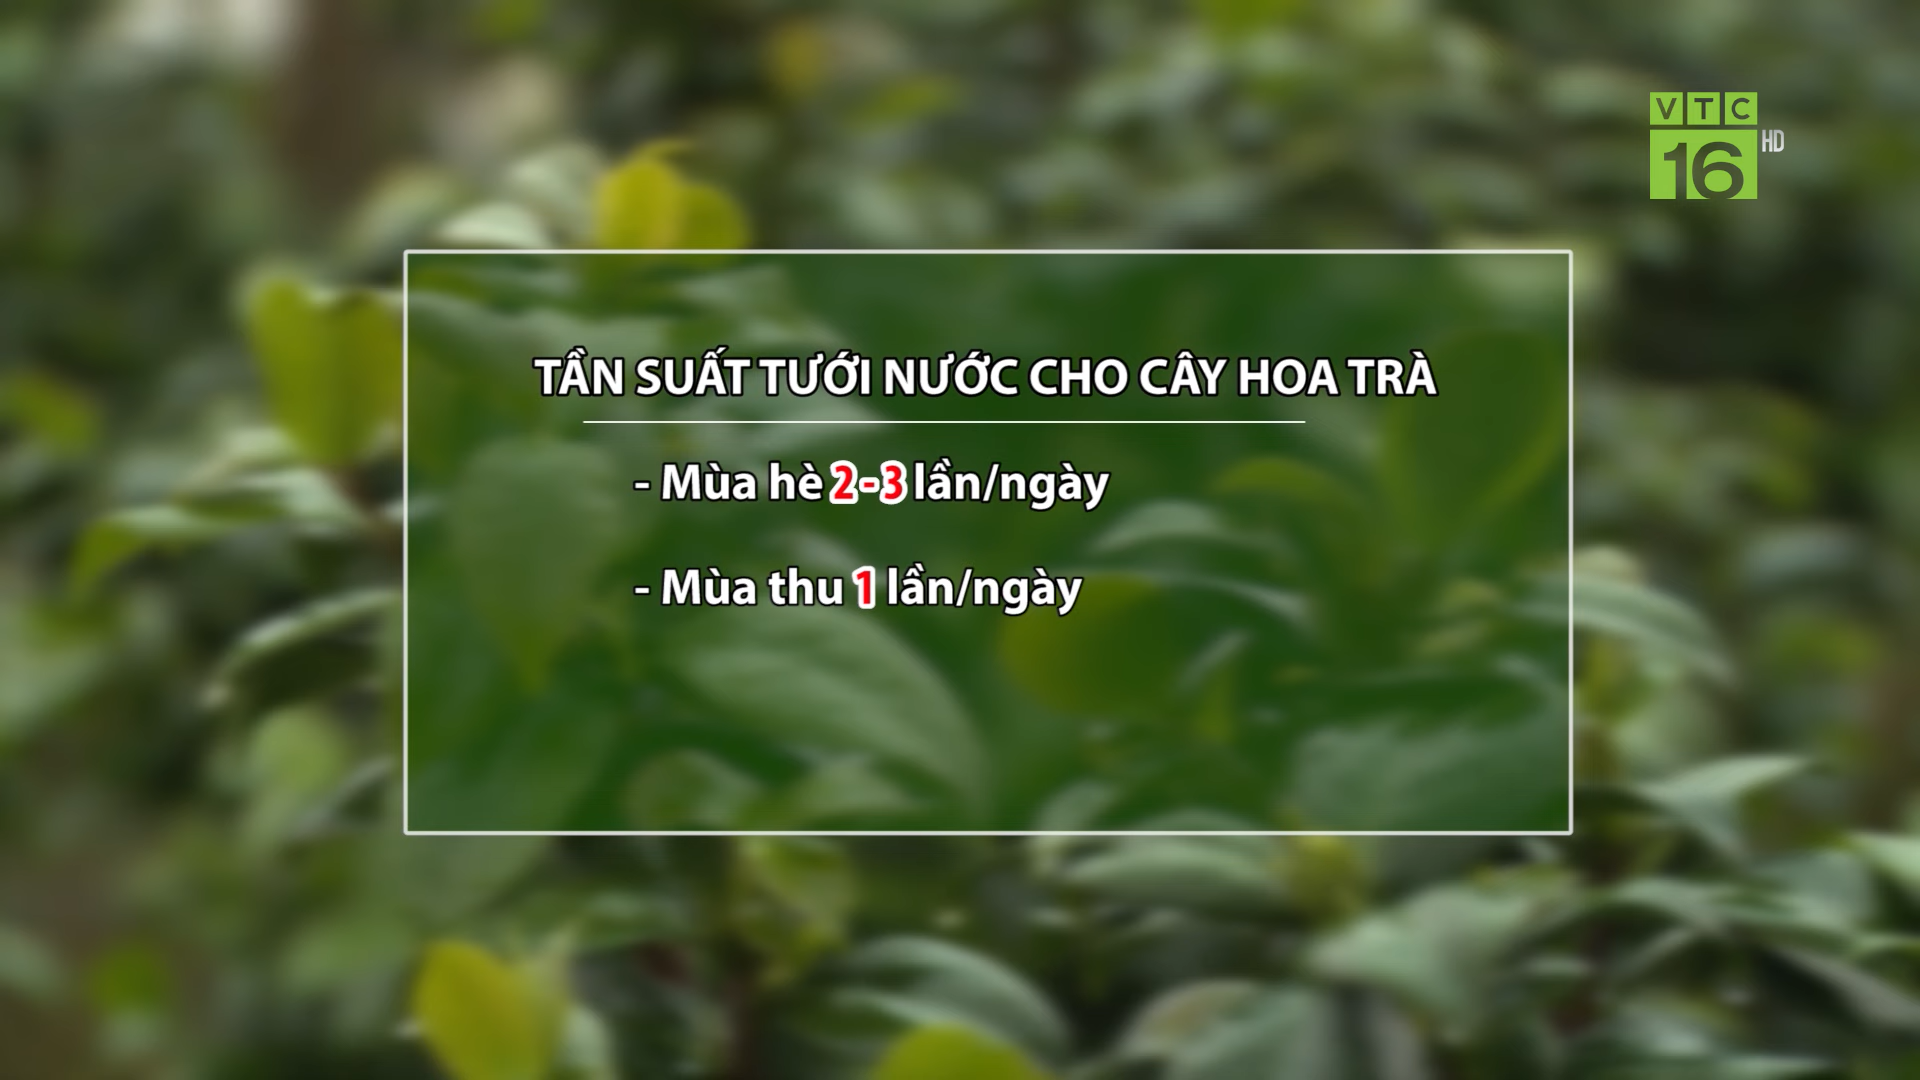 VTC
16 HD
TẦN SUẤT TƯỚI NƯỚC CHO CÂY HOA TRÀ
- Mùa hè 2-3 lần/ngày
- Mùa thu 1 lần/ngày